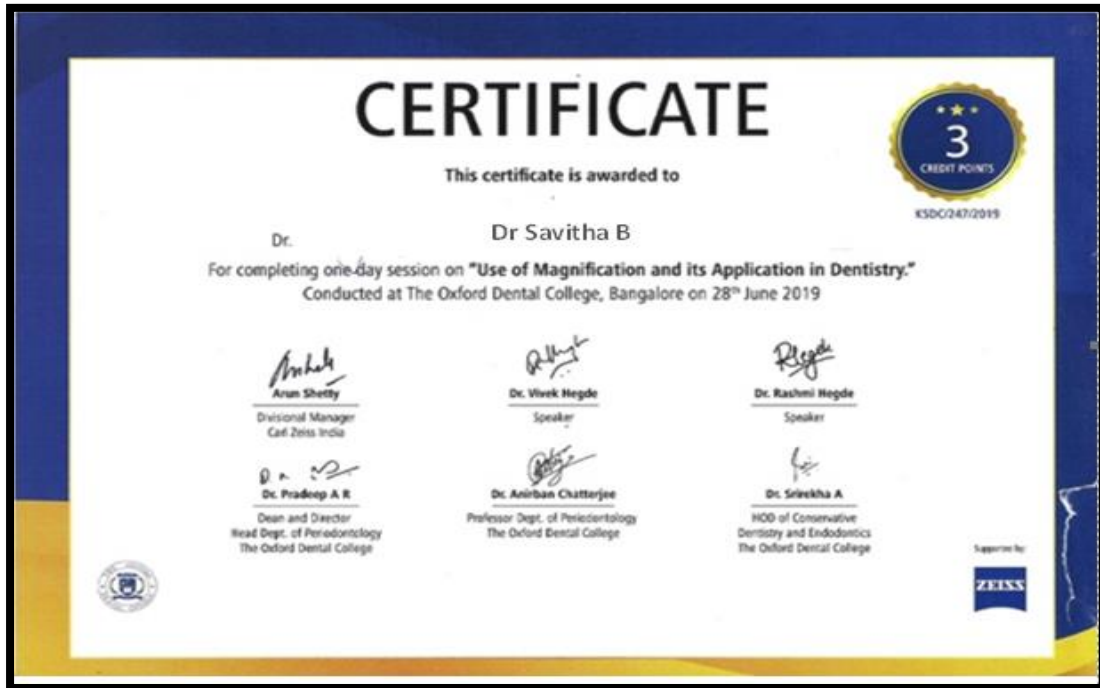 CERTIFICATE
3
CREDIT POINTS
KSDC/247/2019
This certificate is awarded to
Dr. Dr Savitha B
For completing one-day session on "Use of Magnification and its Application in Dentistry."
Conducted at The Oxford Dental College, Bangalore on 28th June 2019
Arun Shetty
Divisional Manager
Carl Zeiss India
Dr. Vivek Hegde
Speaker
Dr. Rashmi Hegde
Speaker
Dr. Pradeep A R
Dean and Director
Head Dept. of Periodontology
The Oxford Dental College
Dr. Anirban Chatterjee
Professor Dept. of Periodontology
The Oxford Dental College
Dr. Srirekha A
HOD of Conservative
Dentistry and Endodontics
The Oxford Dental College
Supported by:
ZEISS